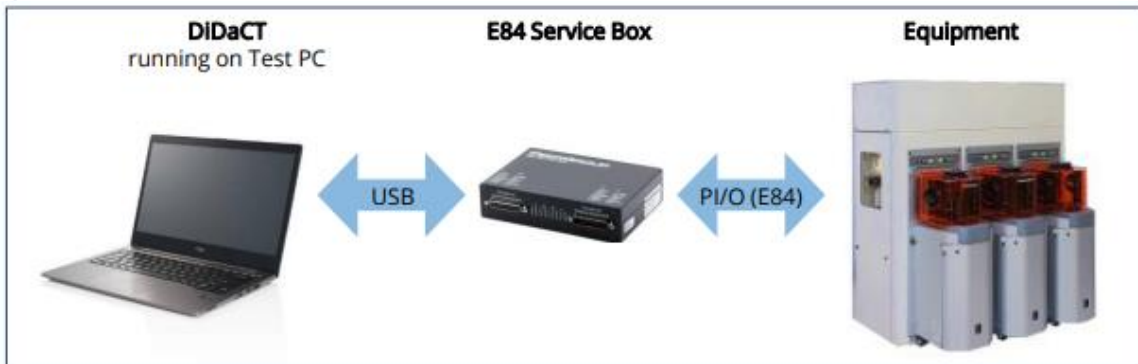 DiDaCT
running on Test PC
E84 Service Box
Equipment
USB
PI/O (E84)